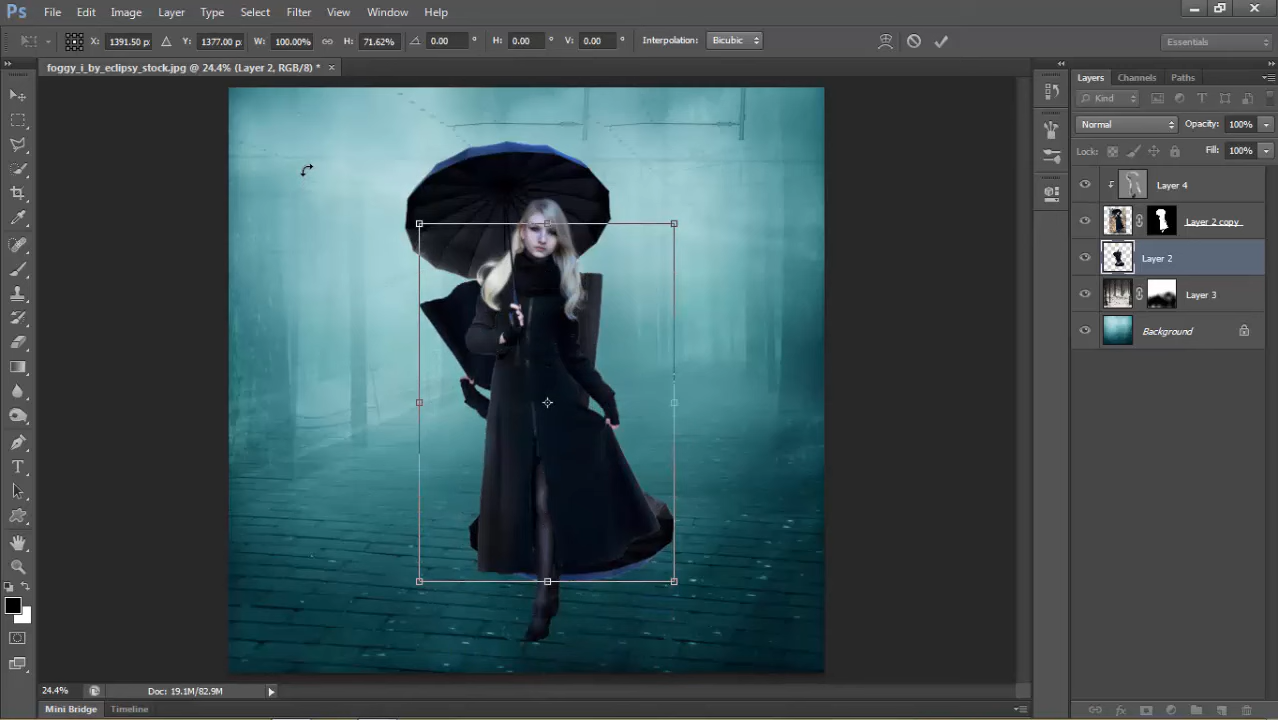 Ps File Edit Image Layer Type Select Filter View Window Help
X: 1391.50 px Y: 1377.00 px W: 100.00% H: 71.62% 0.00 ° H: 0.00 ° V: 0.00 ° Interpolation: Bicubic Essentials
foggy_i_by_eclipsy_stock.jpg @ 24.4% (Layer 2, RGB/8) * ×
Layers Channels Paths
Kind
Normal Opacity: 100%
Lock: Fill: 100%
Layer 4
Layer 2 copy
Layer 2
Layer 3
Background
24.4% Doc: 19.1M/82.9M
Mini Bridge Timeline